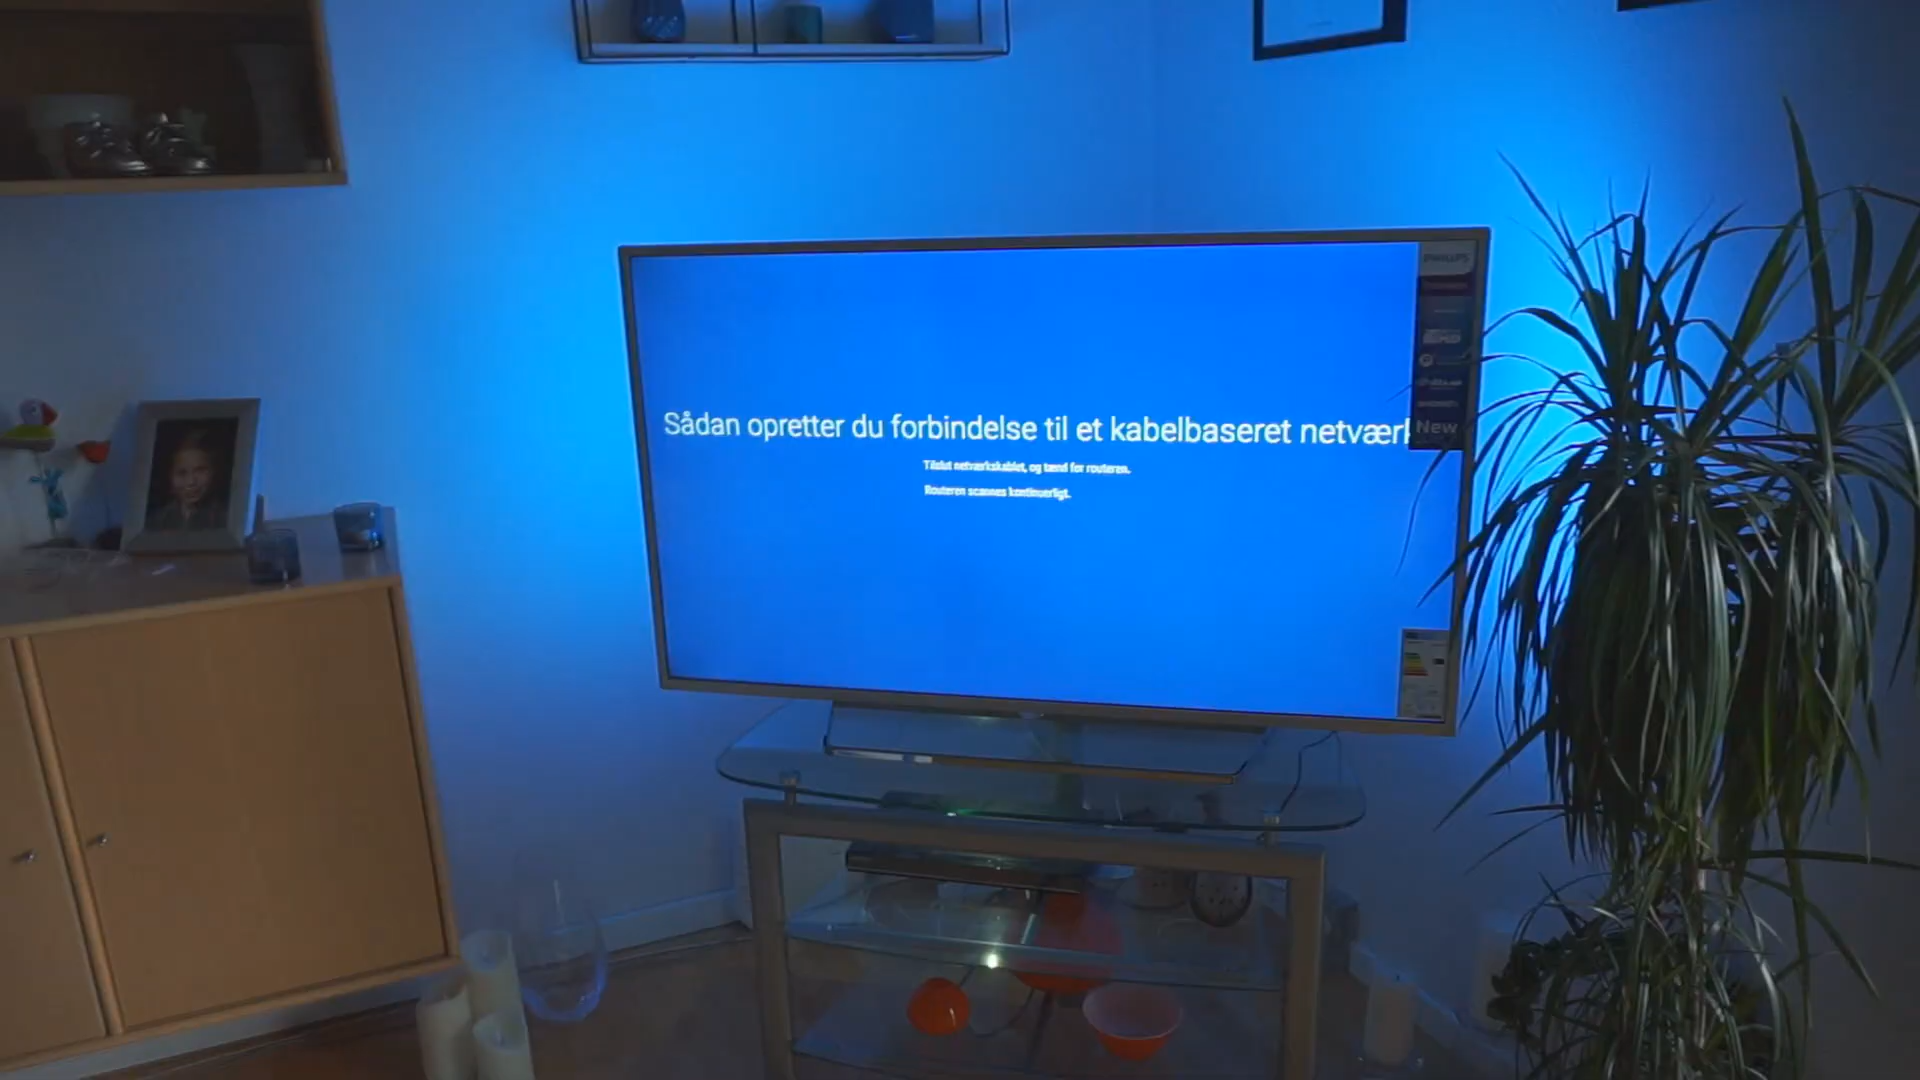 Sådan opretter du forbindelse til et kabelbaseret netværk
Tilslut netværkskablet, og tænd for routeren.
Routeren scannes kontinuerligt.
PHILIPS
New